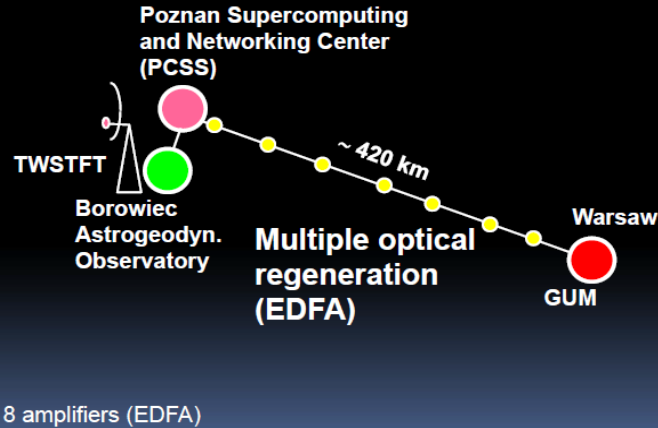 Poznan Supercomputing
and Networking Center
(PCSS)
~ 420 km
TWSTFT
Borowiec
Astrogeodyn.
Observatory
Multiple optical
regeneration
(EDFA)
Warsaw
GUM
8 amplifiers (EDFA)